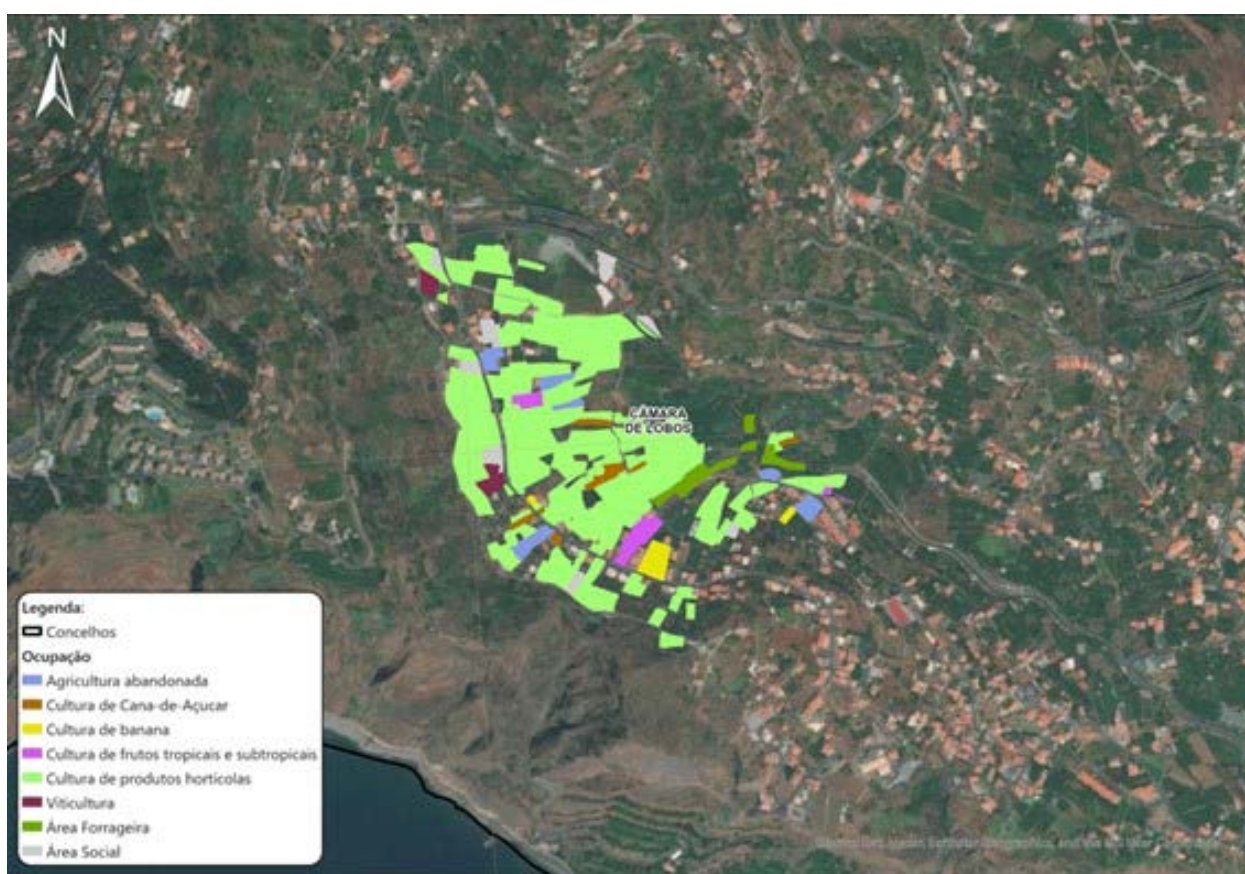 N
CÂMARA
DE LOBOS
Legenda:
Concelhos
Ocupação
Agricultura abandonada
Cultura de Cana-de-Açucar
Cultura de banana
Cultura de frutos tropicais e subtropicais
Cultura de produtos hortícolas
Viticultura
Área Forrageira
Área Social